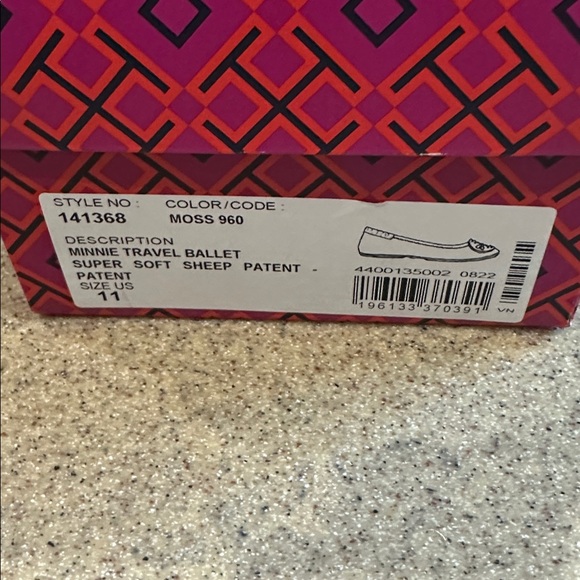 STYLE NO : COLOR/CODE :
141368 MOSS 960
DESCRIPTION
MINNIE TRAVEL BALLET
SUPER SOFT SHEEP PATENT -
PATENT
SIZE US
11
4400135002 0822
196133 370391
VN